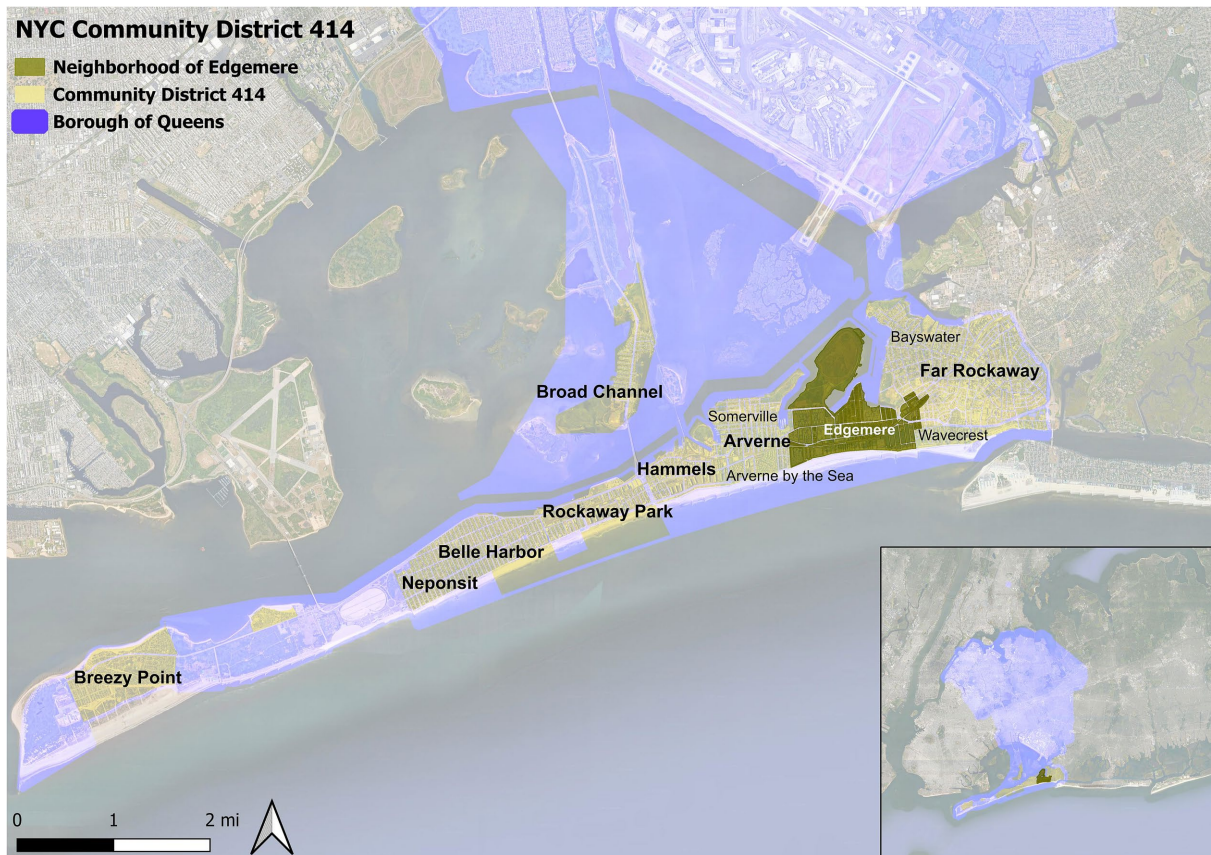 NYC Community District 414
Neighborhood of Edgemere
Community District 414
Borough of Queens
Bayswater
Far Rockaway
Broad Channel
Somerville
Edgemere
Wavecrest
Arverne
Hammels
Arverne by the Sea
Rockaway Park
Belle Harbor
Neponsit
Breezy Point
0 1 2 mi